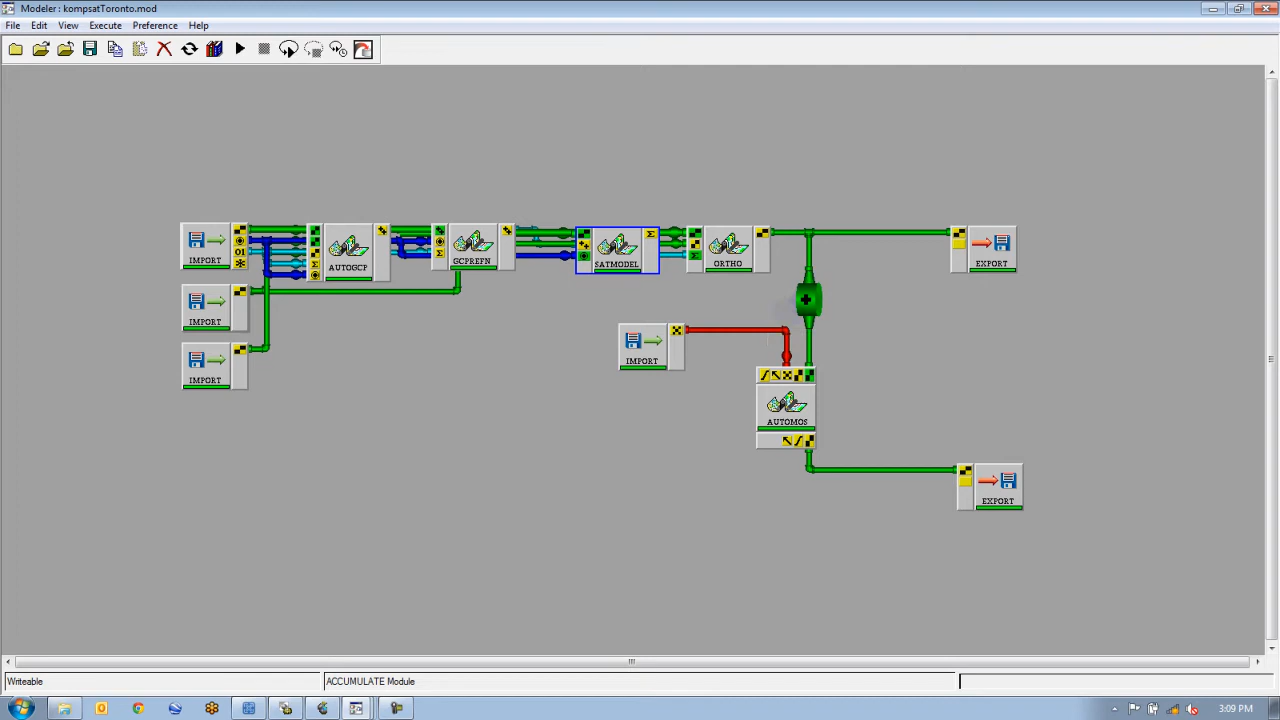 Modeler : kompsatToronto.mod
File Edit View Execute Preference Help
IMPORT
AUTOGCP
GCPREFN
SATMODEL
ORTHO
EXPORT
IMPORT
IMPORT
IMPORT
AUTOMOS
EXPORT
Writeable
ACCUMULATE Module
3:09 PM